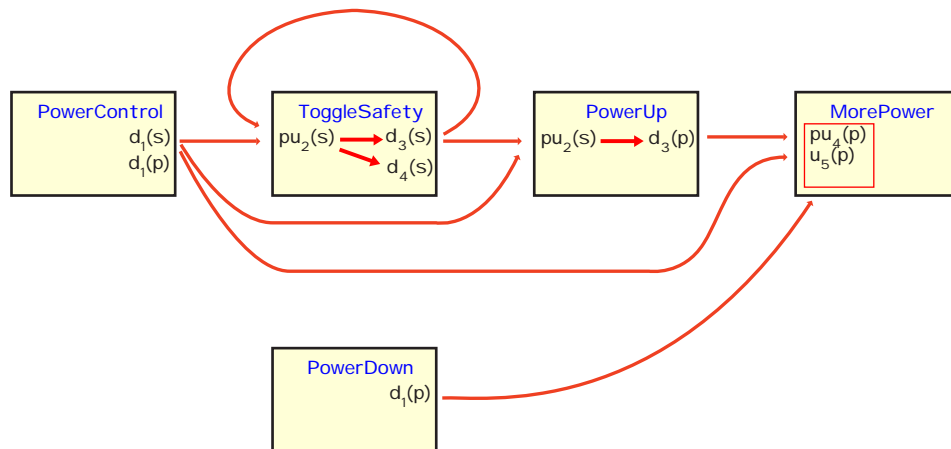 PowerControl
d₁(s)
d₁(p)
ToggleSafety
pu₂(s) d₃(s)
d₄(s)
PowerUp
pu₂(s) d₃(p)
MorePower
pu₄(p)
u₅(p)
PowerDown
d₁(p)